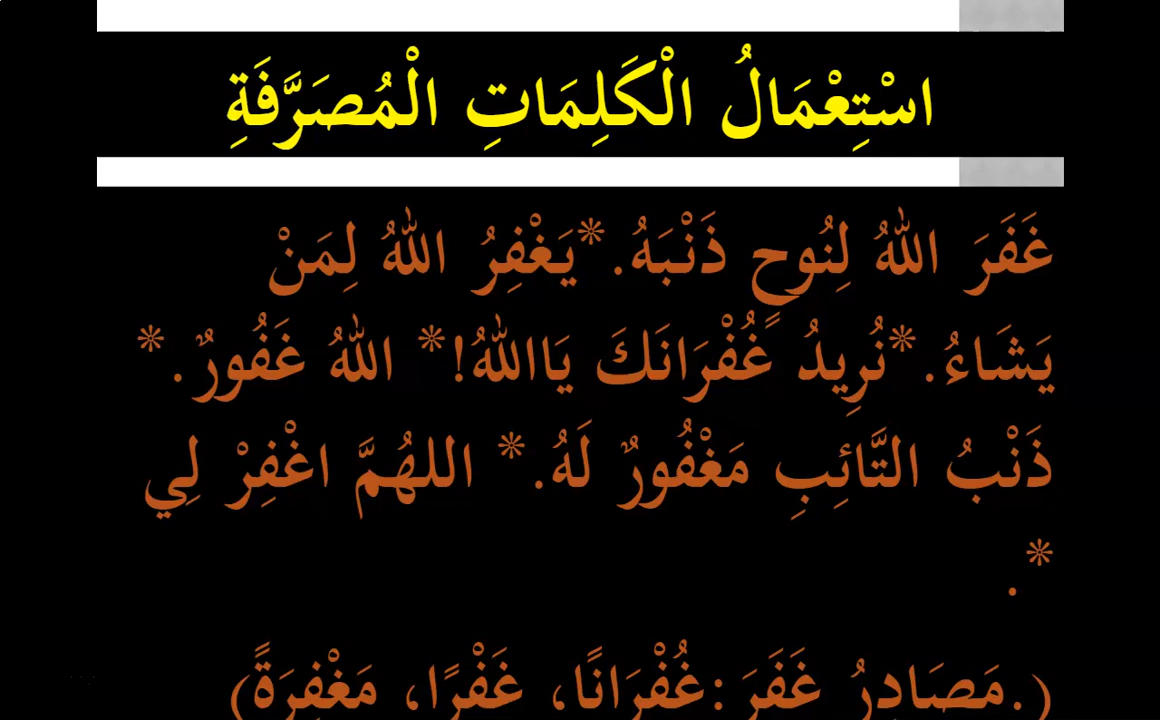 اسْتِعْمَالُ الْكَلِمَاتِ الْمُصَرَّفَةِ
غَفَرَ اللهُ لِنُوحٍ ذَنْبَهُ.*يَغْفِرُ اللهُ لِمَنْ
يَشَاءُ.*نُرِيدُ غُفْرَانَكَ يَااللهُ!* اللهُ غَفُورٌ.*
ذَنْبُ التَّائِبِ مَغْفُورٌ لَهُ.* اللهُمَّ اغْفِرْ لِي
*.
(.مَصَادِرُ غَفَرَ:غُفْرَانًا، غَفْرًا، مَغْفِرَةً)